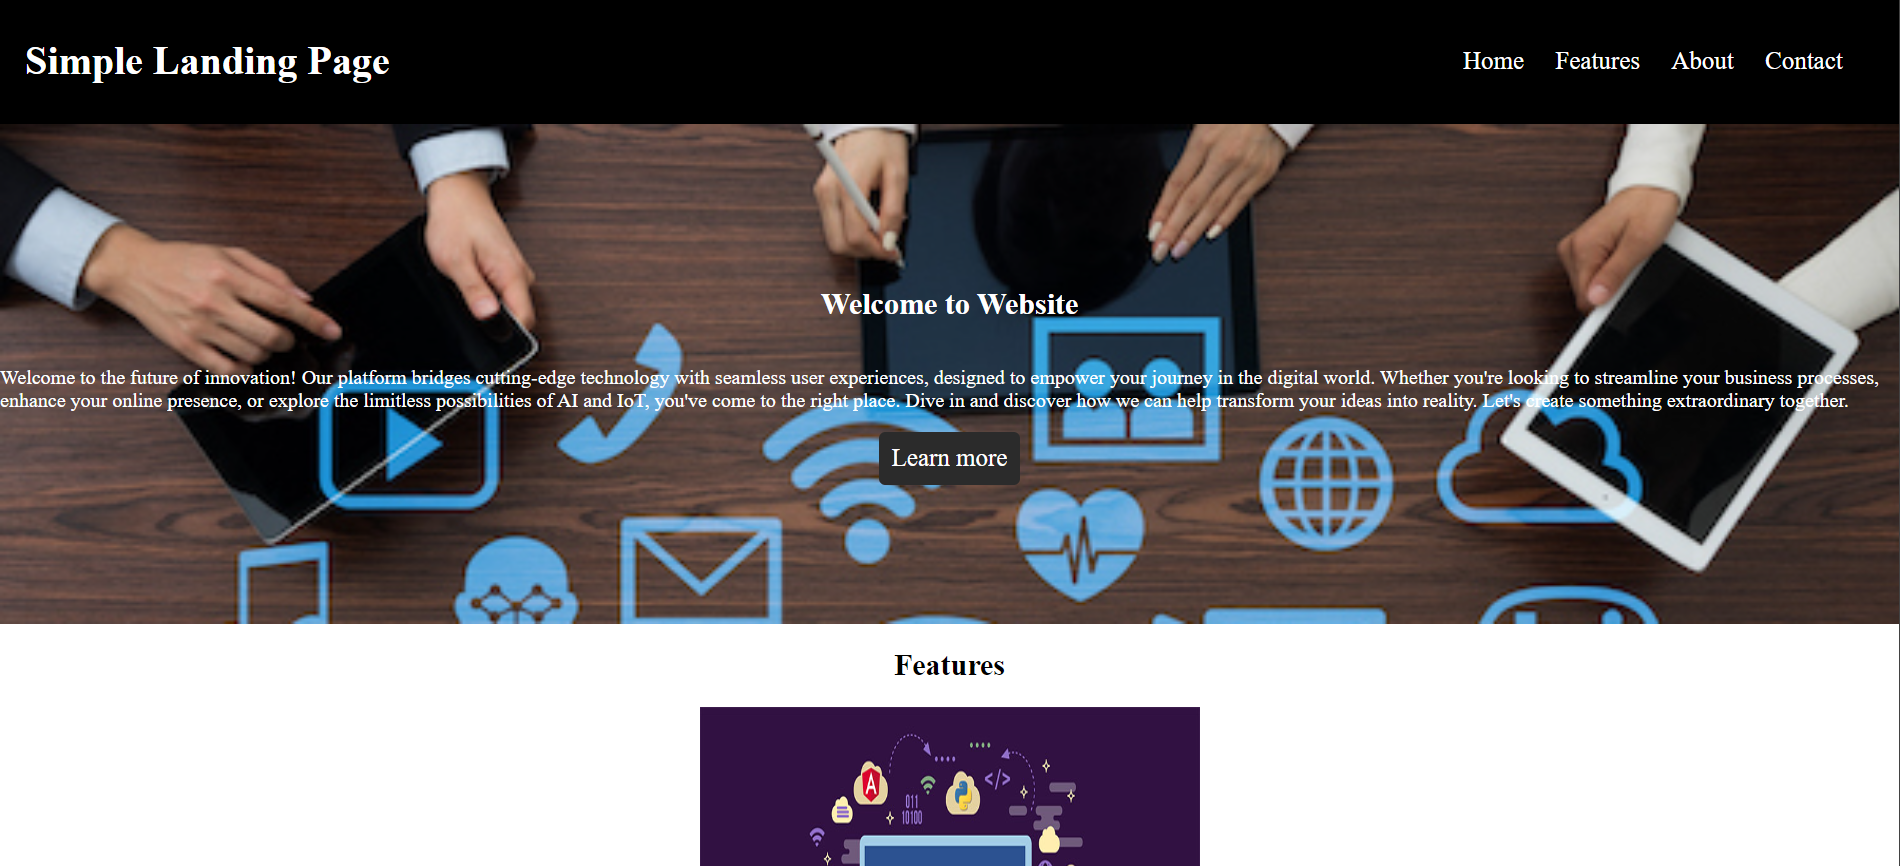 Simple Landing Page
Home Features About Contact
Welcome to Website
Welcome to the future of innovation! Our platform bridges cutting-edge technology with seamless user experiences, designed to empower your journey in the digital world. Whether you're looking to streamline your business processes,
enhance your online presence, or explore the limitless possibilities of AI and IoT, you've come to the right place. Dive in and discover how we can help transform your ideas into reality. Let's create something extraordinary together.
Learn more
Features
A
</>
011
10100